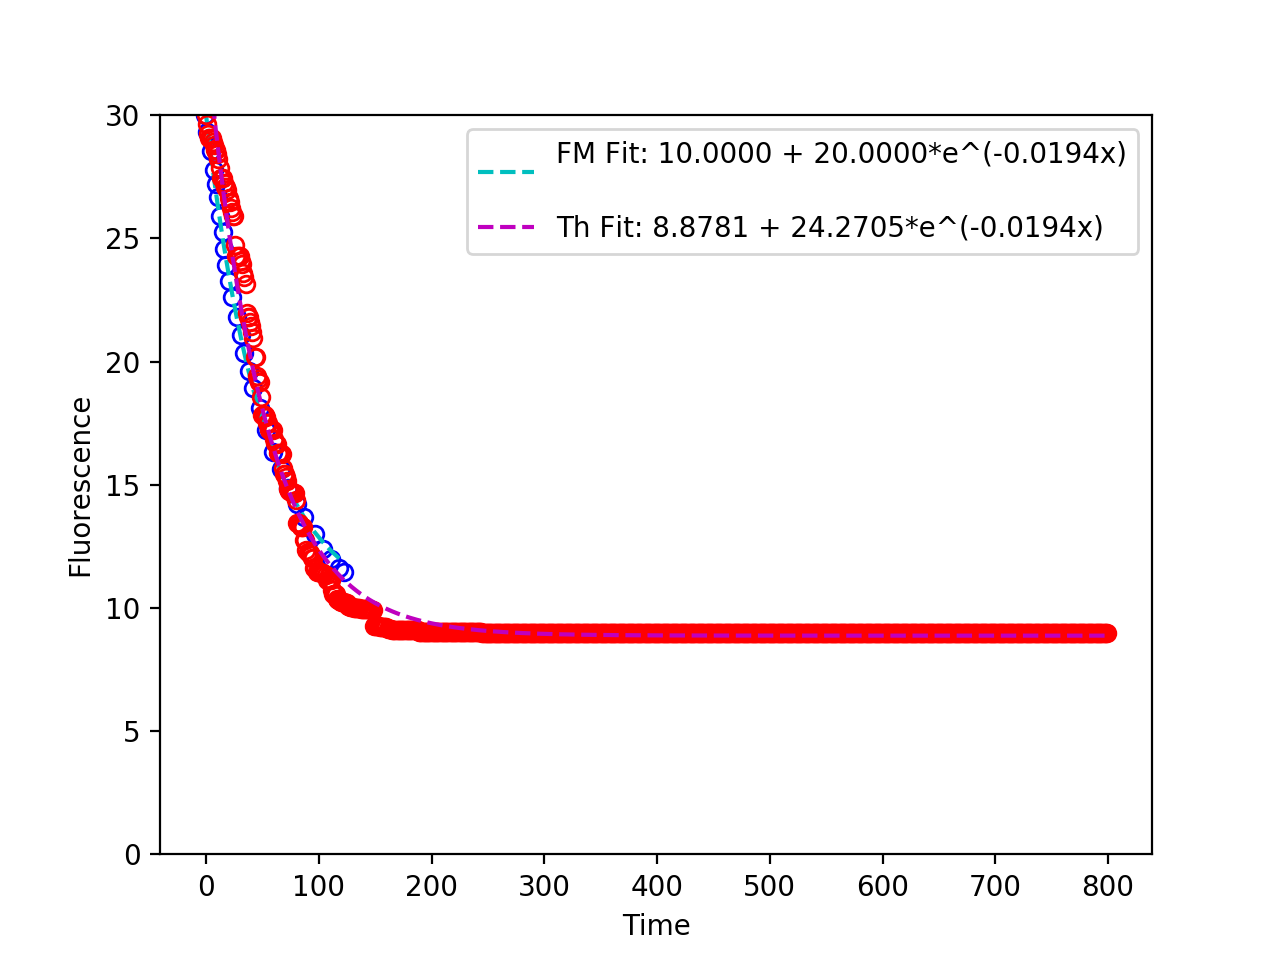 FM Fit: 10.0000 + 20.0000*e^(-0.0194x)
Th Fit: 8.8781 + 24.2705*e^(-0.0194x)
30
25
20
15
10
5
0
Fluorescence
0 100 200 300 400 500 600 700 800
Time